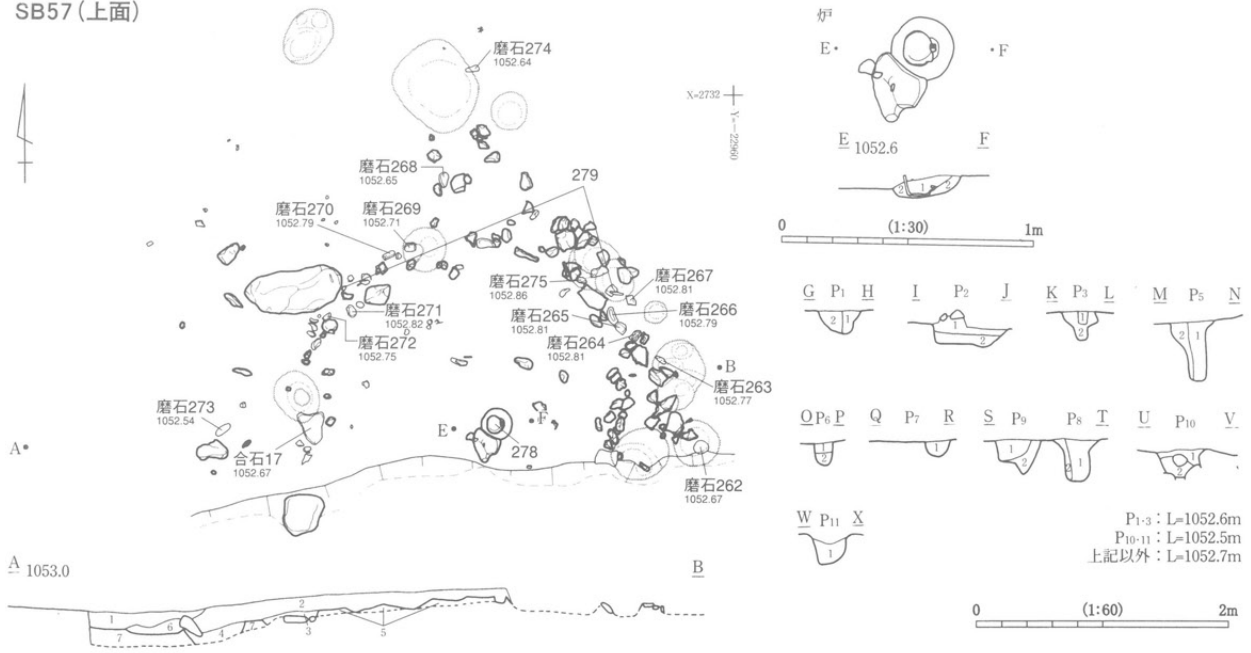 SB57(上面)
磨石274
1052.64
X=2732
Y=-22960
磨石268
1052.65
279
磨石270
1052.79
磨石269
1052.71
磨石275
1052.86
磨石267
1052.81
磨石271
1052.82
磨石265
1052.81
磨石266
1052.79
磨石272
1052.75
磨石264
1052.81
B
磨石263
1052.77
磨石273
1052.54
A
合石17
1052.67
E
F
278
磨石262
1052.67
A 1053.0
B
1
2
6
7
4
7
3
5
炉
E
F
E 1052.6
F
2 1 2
0 (1:30) 1m
G P1 H
2 1
I P2 J
1
2
K P3 L
1
2
M P5 N
2 1
O P6 P
1
2
Q P7 R
1
S P9 P8 T
1
2
2 1
U P10 V
1
2
W P11 X
1
P1·3：L=1052.6m
P10·11：L=1052.5m
上記以外：L=1052.7m
0 (1:60) 2m